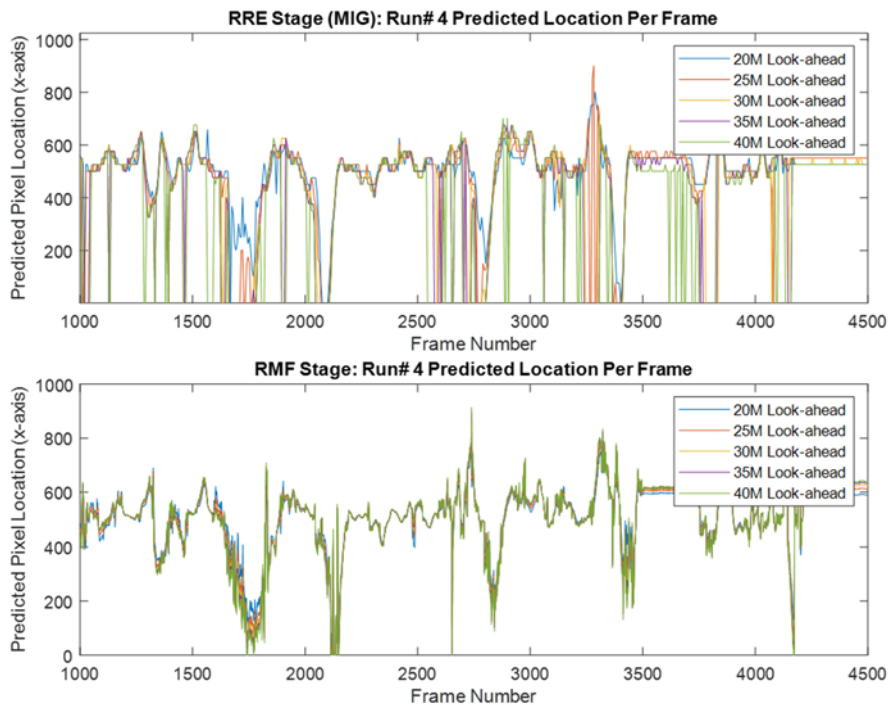 RRE Stage (MIG): Run# 4 Predicted Location Per Frame
Predicted Pixel Location (x-axis)
1000
800
600
400
200
20M Look-ahead
25M Look-ahead
30M Look-ahead
35M Look-ahead
40M Look-ahead
1000 1500 2000 2500 3000 3500 4000 4500
Frame Number
RMF Stage: Run# 4 Predicted Location Per Frame
Predicted Pixel Location (x-axis)
1000
800
600
400
200
0
20M Look-ahead
25M Look-ahead
30M Look-ahead
35M Look-ahead
40M Look-ahead
1000 1500 2000 2500 3000 3500 4000 4500
Frame Number